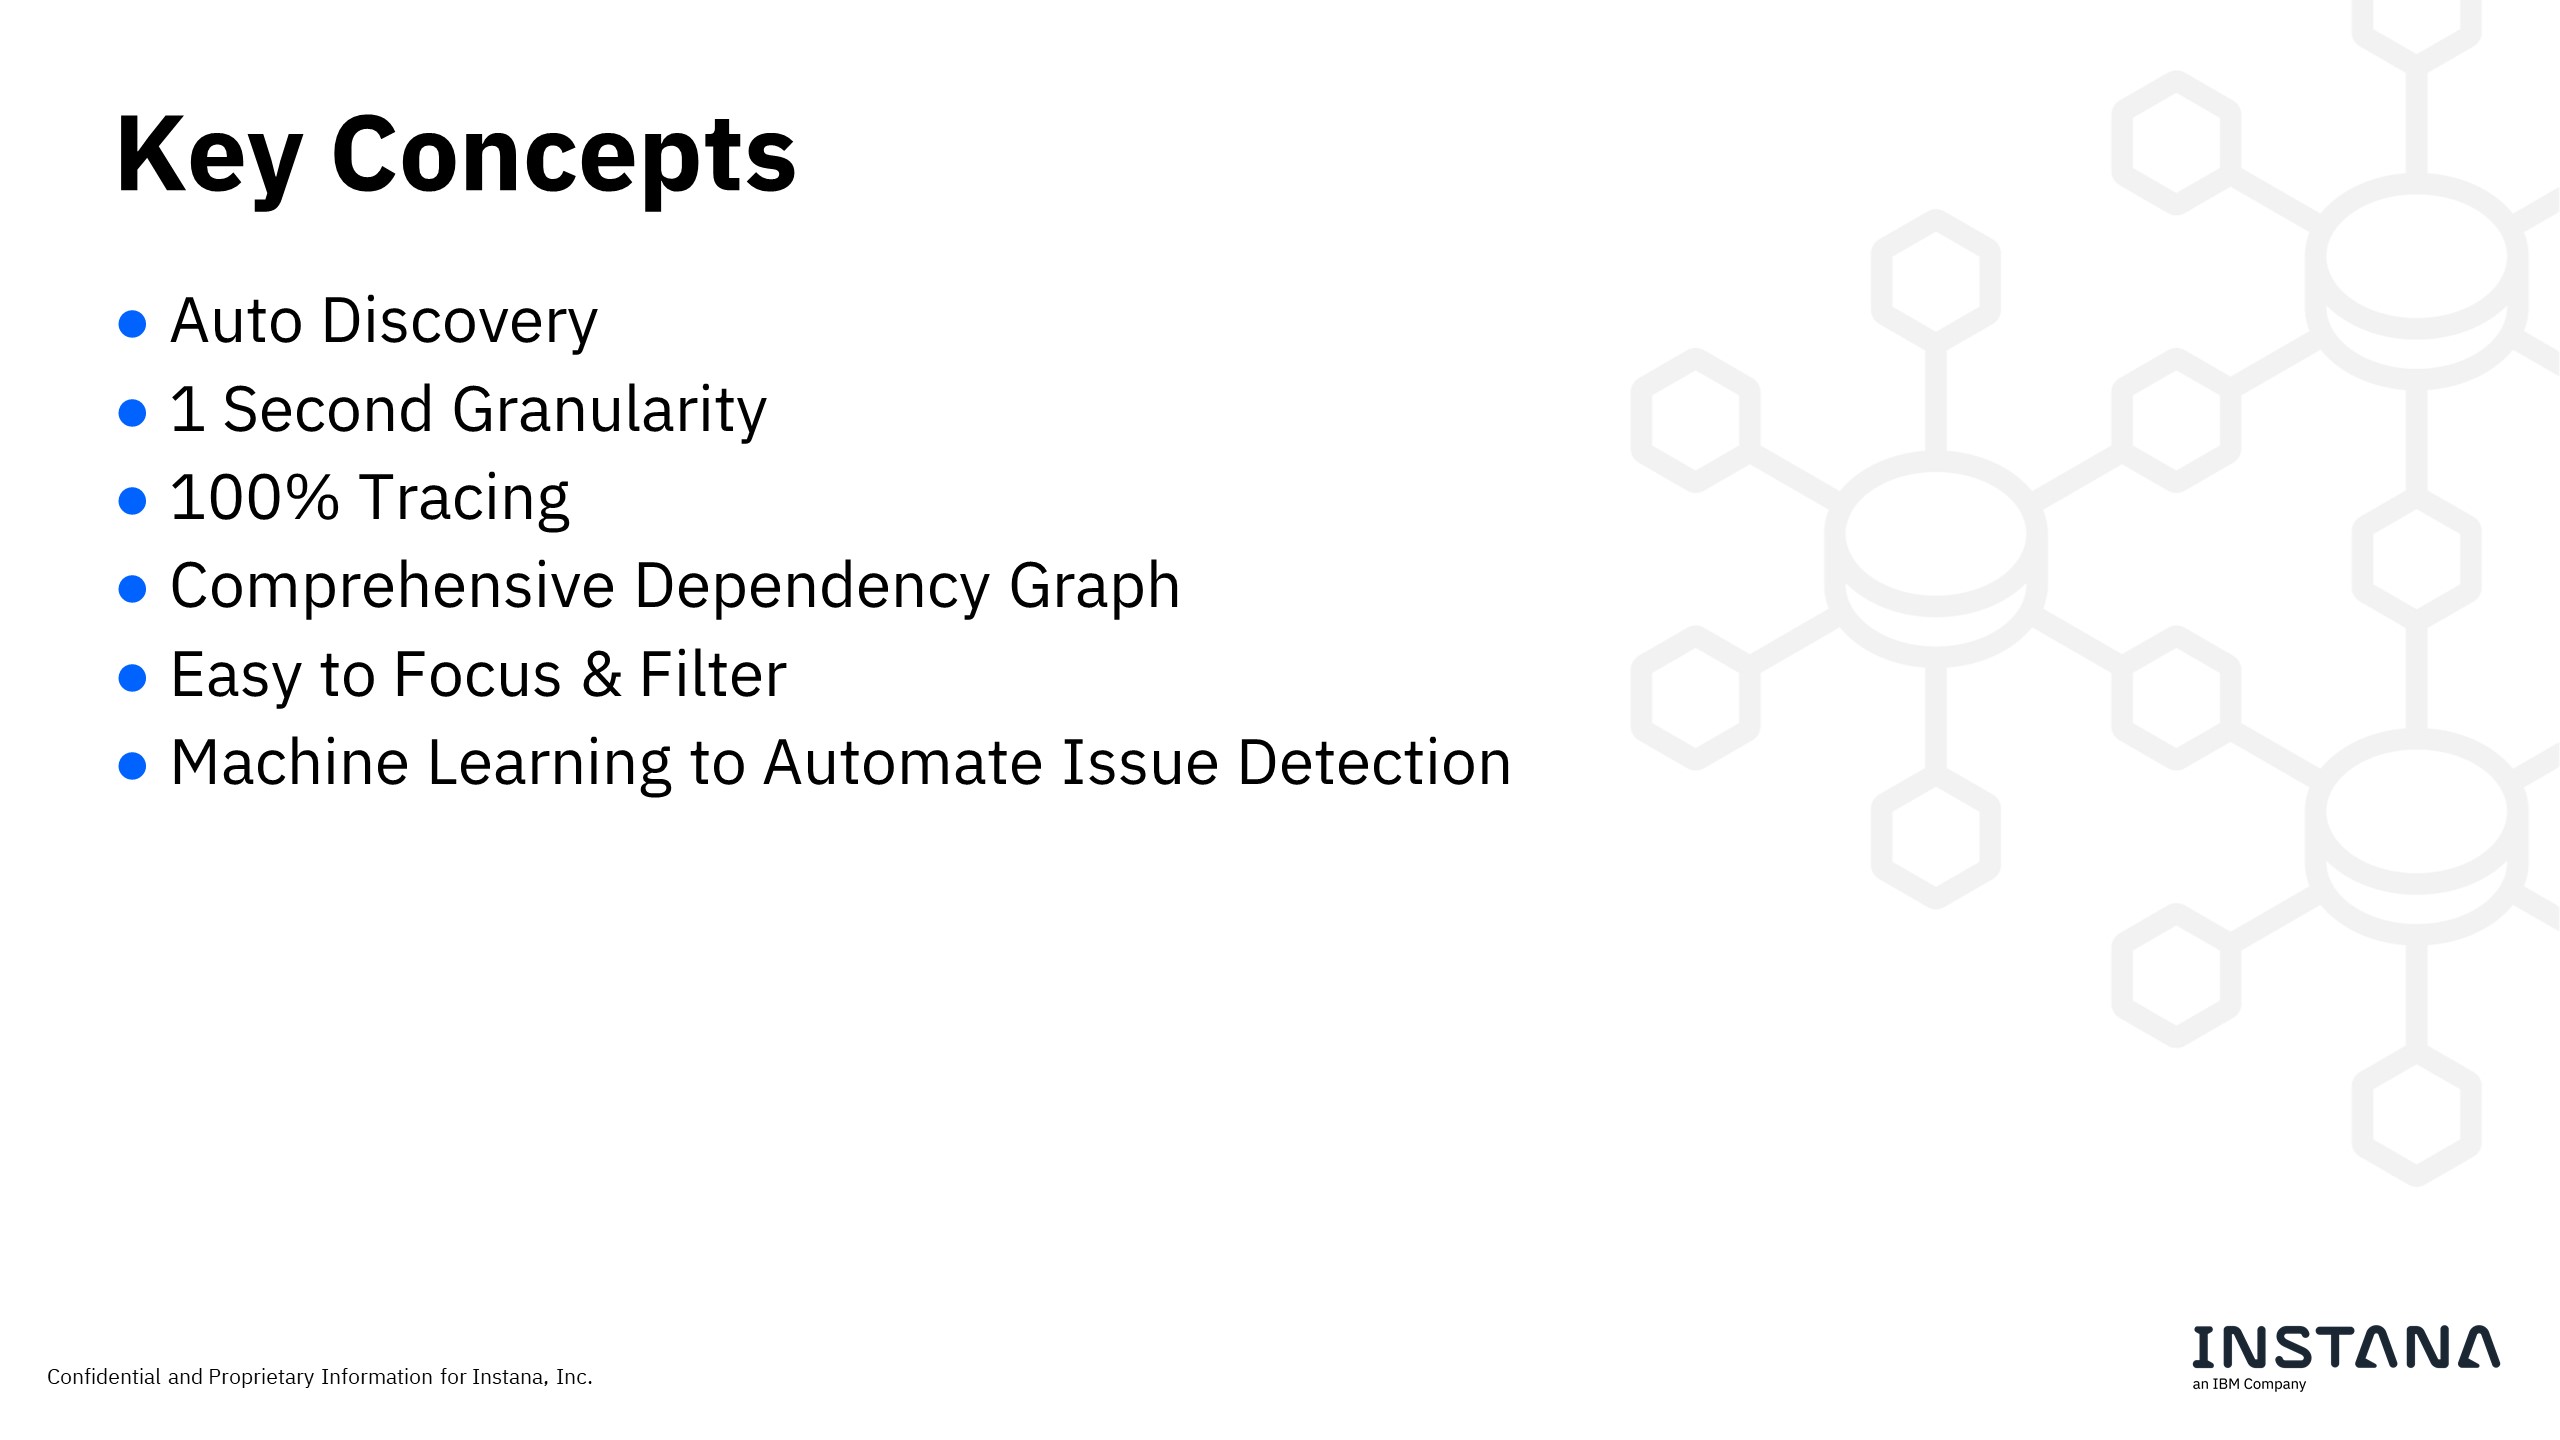 Key Concepts
● Auto Discovery
● 1 Second Granularity
● 100% Tracing
● Comprehensive Dependency Graph
● Easy to Focus & Filter
● Machine Learning to Automate Issue Detection
Confidential and Proprietary Information for Instana, Inc.
INSTANA
an IBM Company